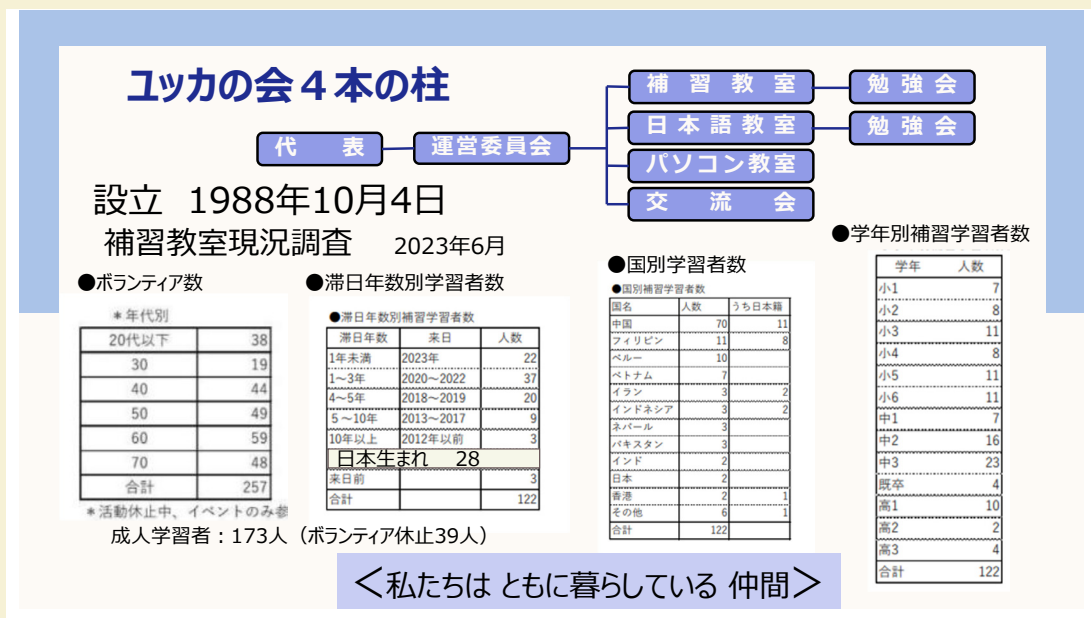 ユッカの会４本の柱
代　表
運営委員会
補習教室
勉強会
日本語教室
勉強会
パソコン教室
交流会
設立　1988年10月4日
補習教室現況調査　2023年6月
●ボランティア数
＊年代別
20代以下 38
30 19
40 44
50 49
60 59
70 48
合計 257
＊活動休止中、イベントのみ参
成人学習者：173人（ボランティア休止39人）
●滞日年数別学習者数
●滞日年数別補習学習者数
滞日年数 来日 人数
1年未満 2023年 22
1～3年 2020～2022 37
4～5年 2018～2019 20
５～10年 2013～2017 9
10年以上 2012年以前 3
日本生まれ　28
来日前 3
合計 122
●国別学習者数
●国別補習学習者数
国名 人数 うち日本籍
中国 70 11
フィリピン 11 8
ペルー 10
ベトナム 7
イラン 3 2
インドネシア 3 2
ネパール 3
パキスタン 3
インド 2
日本 2
香港 2 1
その他 6 1
合計 122
●学年別補習学習者数
学年 人数
小1 7
小2 8
小3 11
小4 8
小5 11
小6 11
中1 7
中2 16
中3 23
既卒 4
高1 10
高2 2
高3 4
合計 122
＜私たちは ともに暮らしている 仲間＞